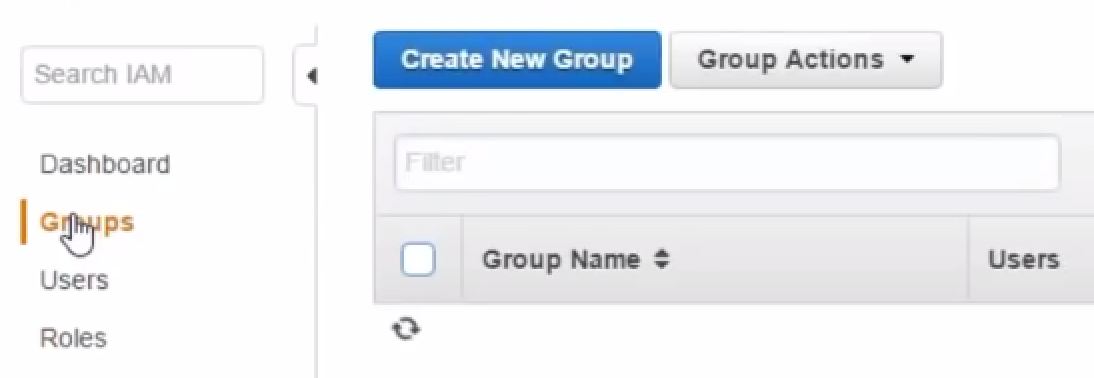 Search IAM
Dashboard
Groups
Users
Roles
Create New Group
Group Actions
Filter
Group Name
Users